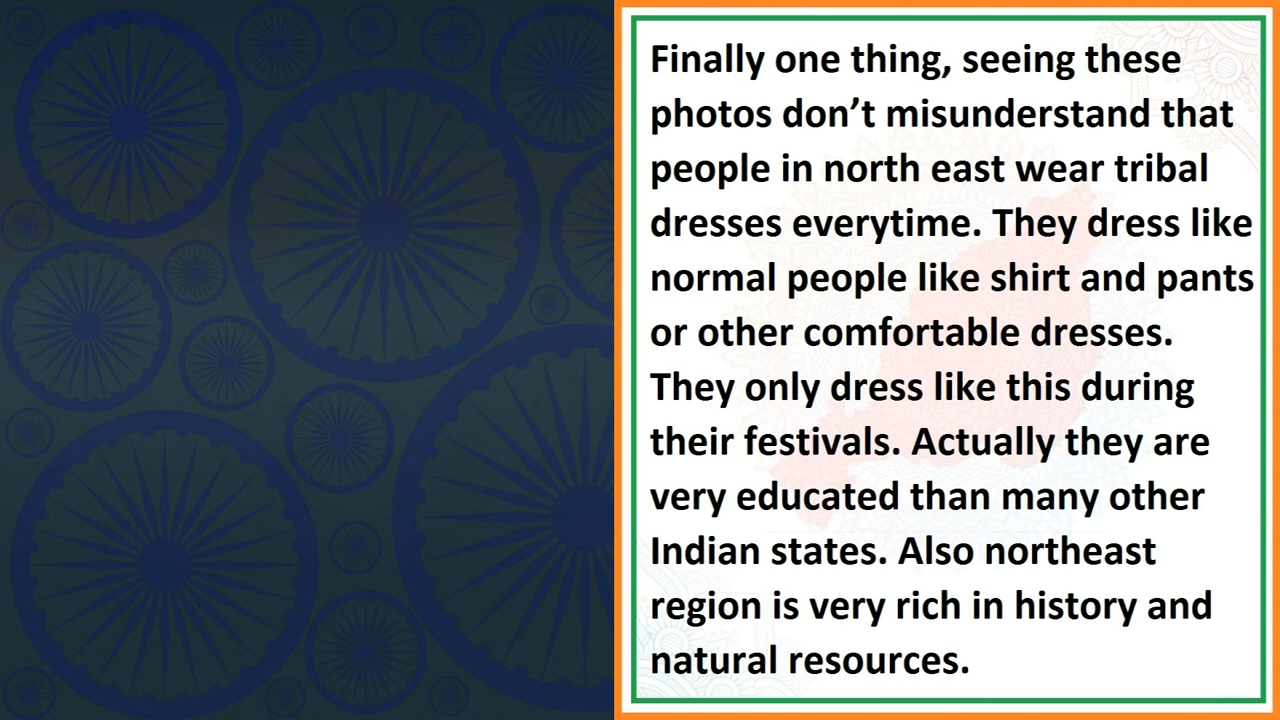 Finally one thing, seeing these
photos don’t misunderstand that
people in north east wear tribal
dresses everytime. They dress like
normal people like shirt and pants
or other comfortable dresses.
They only dress like this during
their festivals. Actually they are
very educated than many other
Indian states. Also northeast
region is very rich in history and
natural resources.